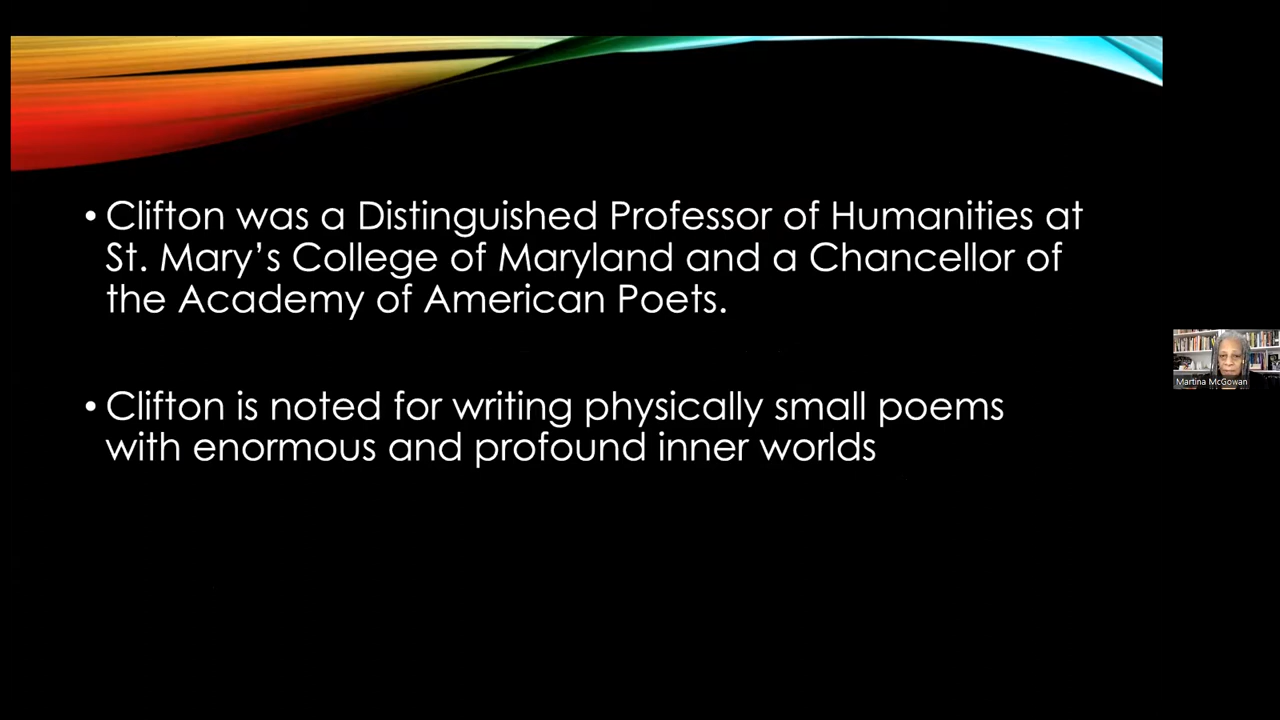 • Clifton was a Distinguished Professor of Humanities at
St. Mary’s College of Maryland and a Chancellor of
the Academy of American Poets.
• Clifton is noted for writing physically small poems
with enormous and profound inner worlds
Martina McGowan